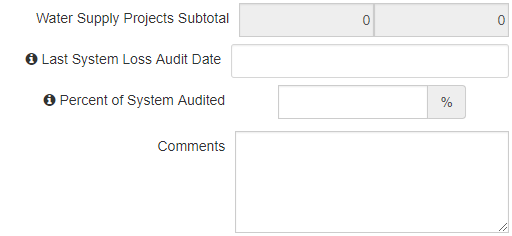 Water Supply Projects Subtotal 0 0
Last System Loss Audit Date
Percent of System Audited %
Comments